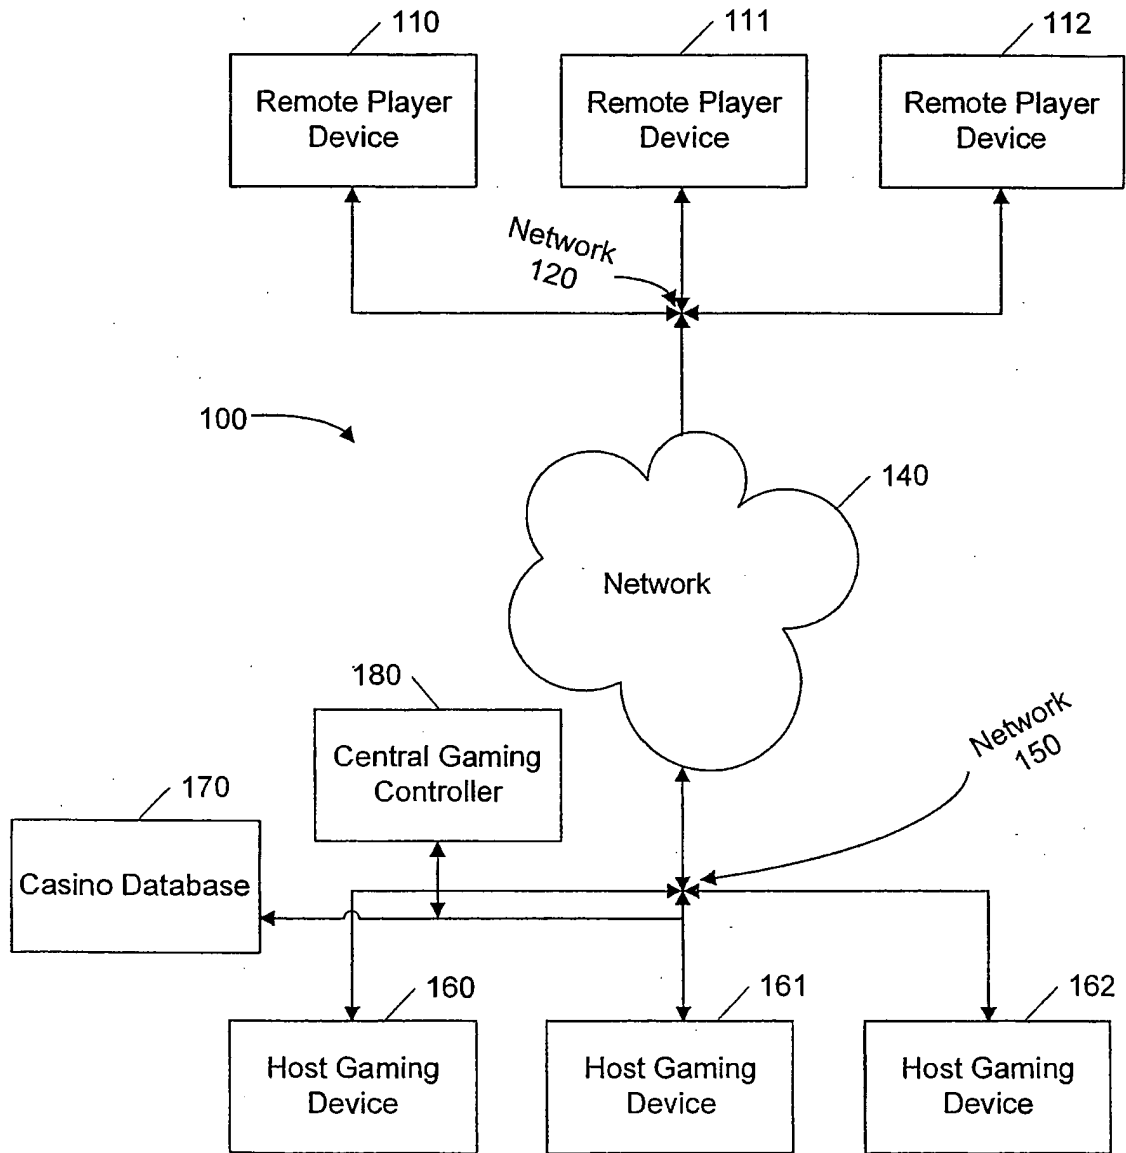 110
111
112
Remote Player
Device
Remote Player
Device
Remote Player
Device
Network
120
100
140
Network
180
Central Gaming
Controller
Network
150
170
Casino Database
160
161
162
Host Gaming
Device
Host Gaming
Device
Host Gaming
Device